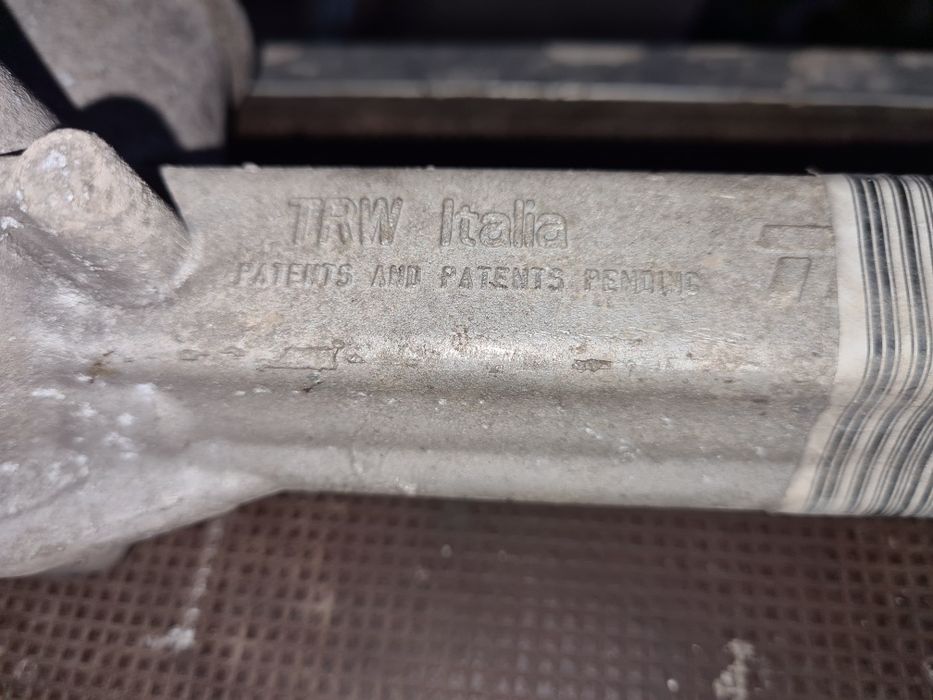 TRW Italia
PATENTS AND PATENTS PENDING